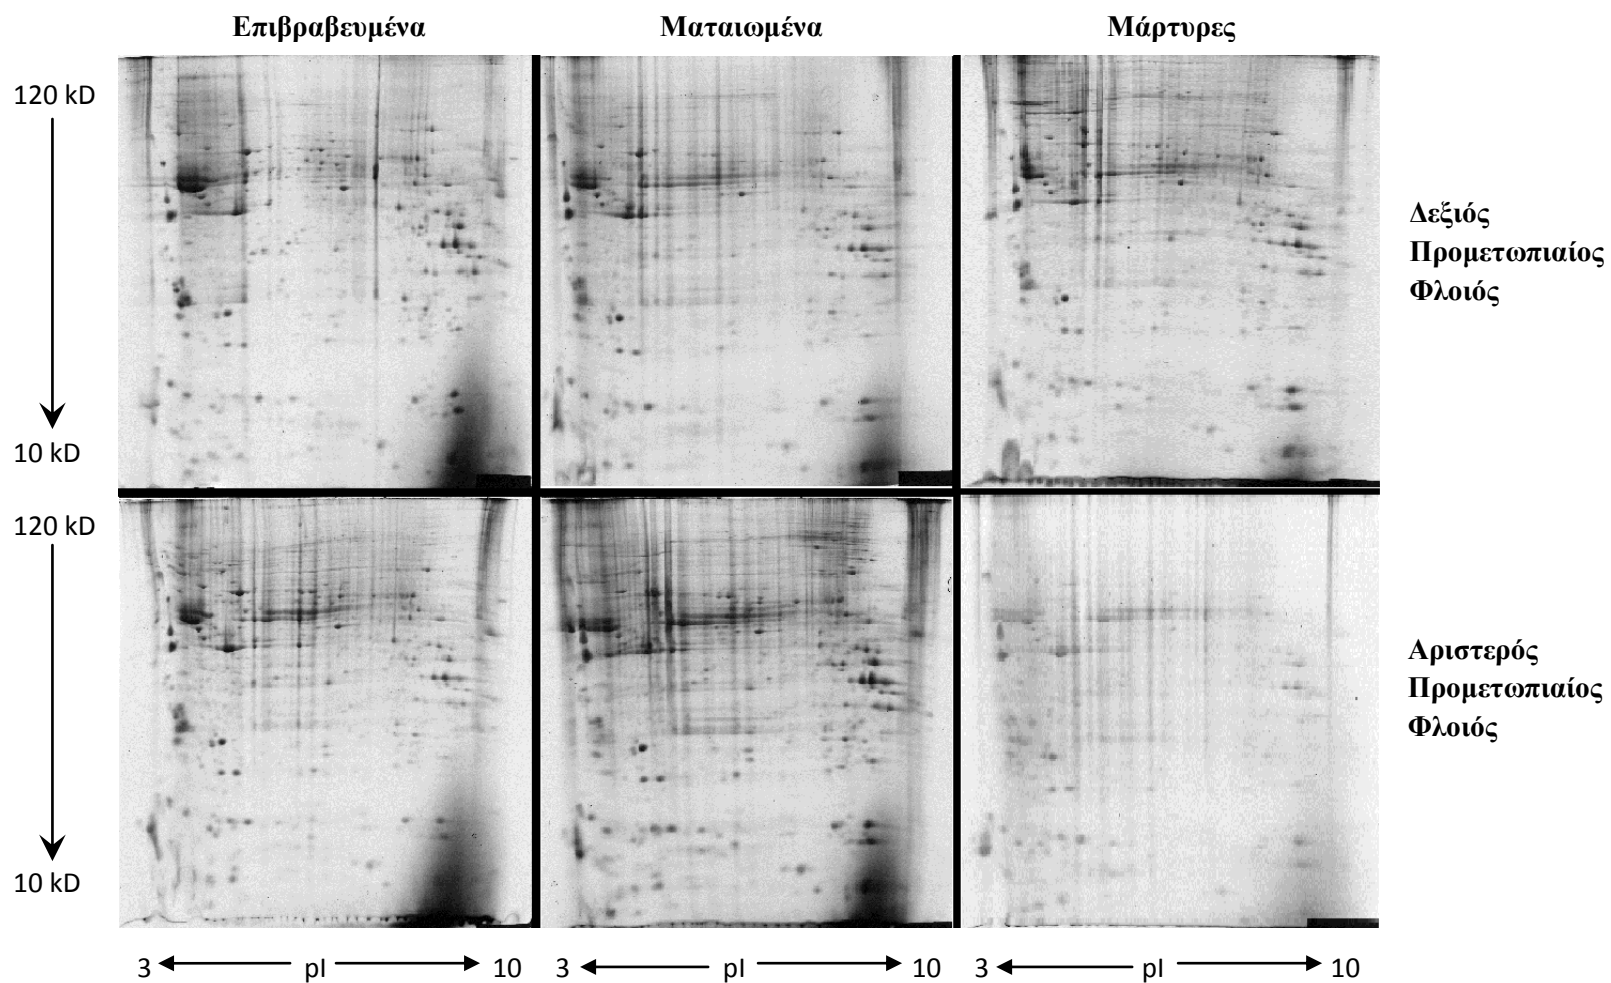 Επιβραβευμένα
Ματαιωμένα
Μάρτυρες
120 kD
Δεξιός
Προμετωπιαίος
Φλοιός
10 kD
120 kD
Αριστερός
Προμετωπιαίος
Φλοιός
10 kD
3 pI 10
3 pI 10
3 pI 10